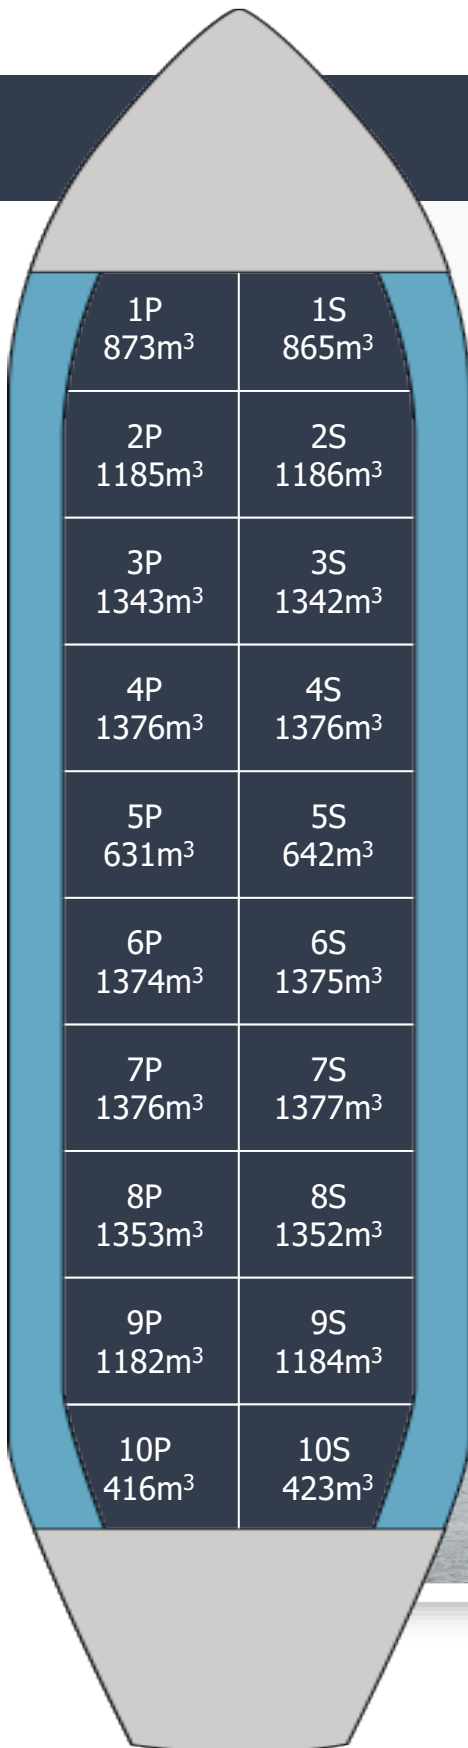 1P 1S
873m³ 865m³
2P 2S
1185m³ 1186m³
3P 3S
1343m³ 1342m³
4P 4S
1376m³ 1376m³
5P 5S
631m³ 642m³
6P 6S
1374m³ 1375m³
7P 7S
1376m³ 1377m³
8P 8S
1353m³ 1352m³
9P 9S
1182m³ 1184m³
10P 10S
416m³ 423m³